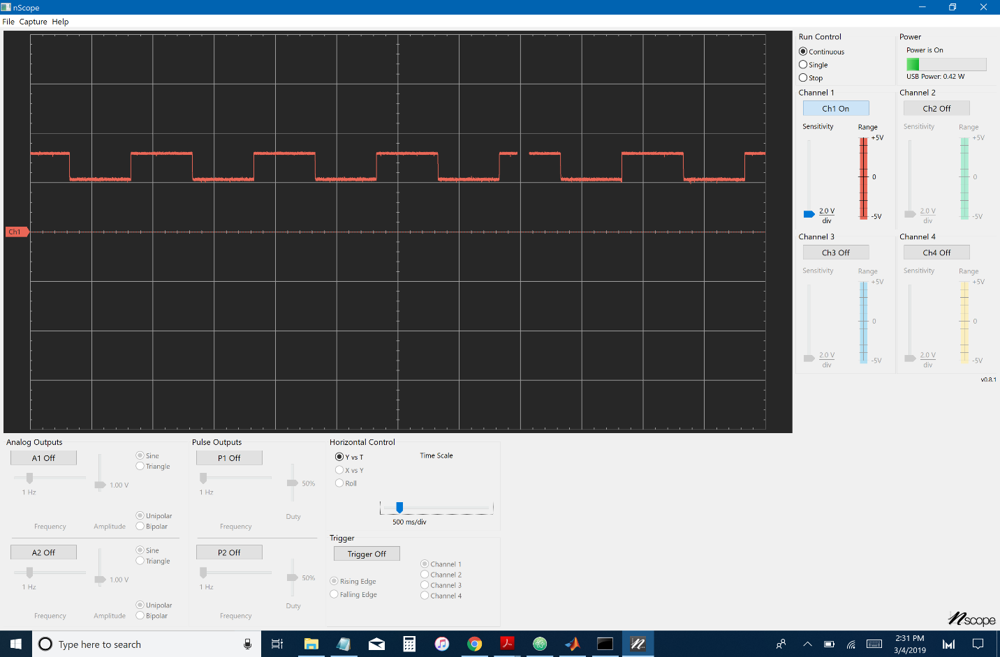 nScope
File Capture Help
Run Control
Continuous
Single
Stop
Power
Power is On
USB Power: 0.42 W
Channel 1
Ch1 On
Sensitivity
Range
+5V
0
-5V
2.0 V
div
Channel 2
Ch2 Off
Sensitivity
Range
+5V
0
-5V
2.0 V
div
Ch1
Channel 3
Ch3 Off
Sensitivity
Range
+5V
0
-5V
2.0 V
div
Channel 4
Ch4 Off
Sensitivity
Range
+5V
0
-5V
2.0 V
div
v0.8.1
Analog Outputs
A1 Off
Sine
Triangle
1 Hz
1.00 V
Unipolar
Bipolar
Frequency
Amplitude
A2 Off
Sine
Triangle
1 Hz
1.00 V
Unipolar
Bipolar
Frequency
Amplitude
Pulse Outputs
P1 Off
1 Hz
50%
Duty
Frequency
P2 Off
1 Hz
50%
Duty
Frequency
Horizontal Control
Y vs T
X vs Y
Roll
Time Scale
500 ms/div
Trigger
Trigger Off
Rising Edge
Falling Edge
Channel 1
Channel 2
Channel 3
Channel 4
nscope
Type here to search
2:31 PM
3/4/2019